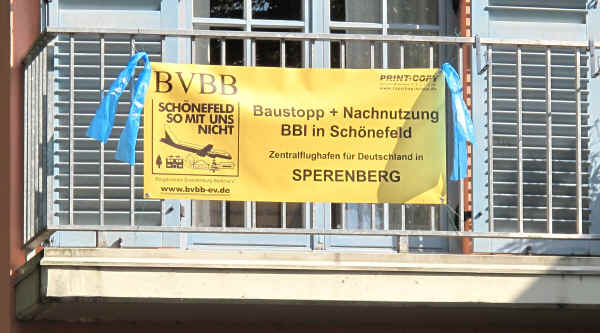 BVBB
SCHÖNEFELD
SO MIT UNS
NICHT
www.bvbb-ev.de
PRINT COPY
Baustopp + Nachnutzung
BBI in Schönefeld
Zentralflughafen für Deutschland in
SPERENBERG